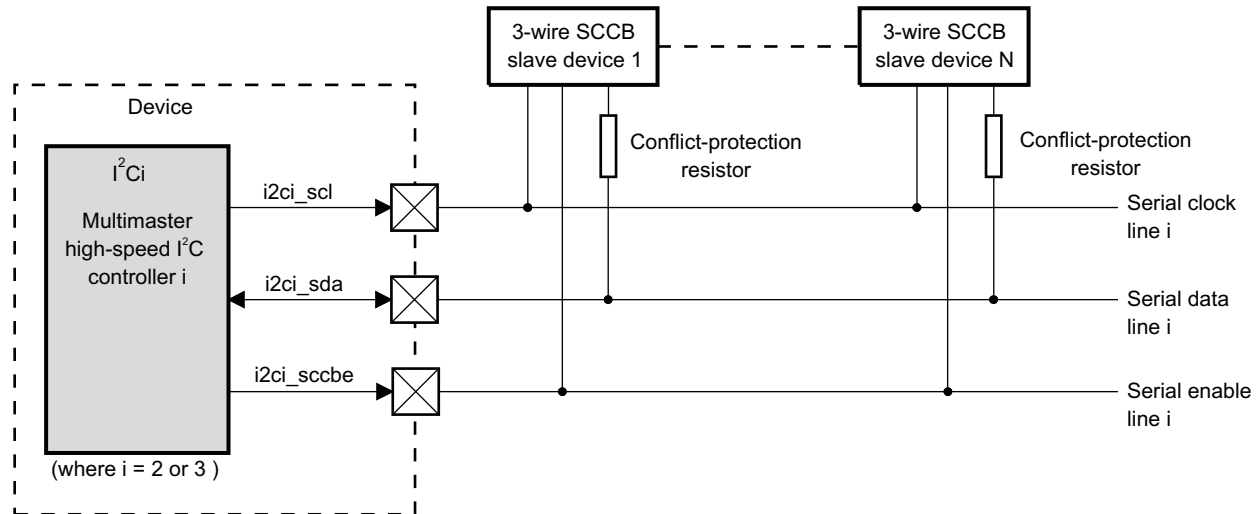 3-wire SCCB
slave device 1
3-wire SCCB
slave device N
Device
I²Ci
Multimaster
high-speed I²C
controller i
(where i = 2 or 3 )
i2ci_scl
i2ci_sda
i2ci_sccbe
Conflict-protection
resistor
Conflict-protection
resistor
Serial clock
line i
Serial data
line i
Serial enable
line i